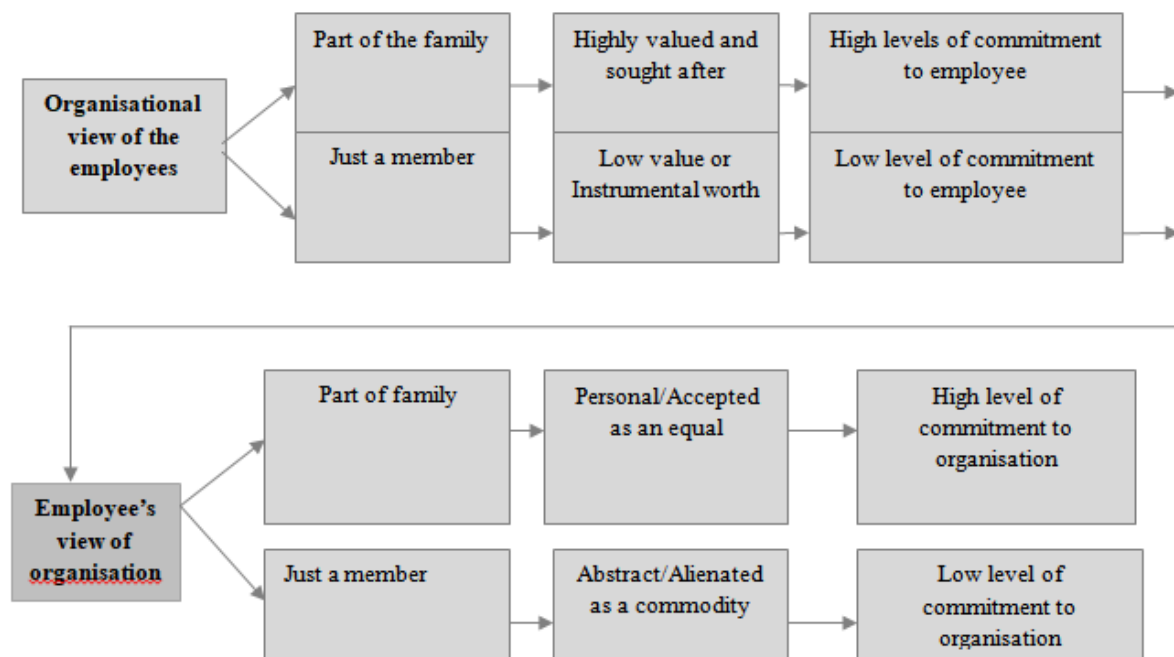 Organisational
view of the
employees
Part of the family
Highly valued and
sought after
High levels of commitment
to employee
Just a member
Low value or
Instrumental worth
Low level of commitment
to employee
Employee's
view of
organisation
Part of family
Personal/Accepted
as an equal
High level of
commitment to
organisation
Just a member
Abstract/Alienated
as a commodity
Low level of
commitment to
organisation